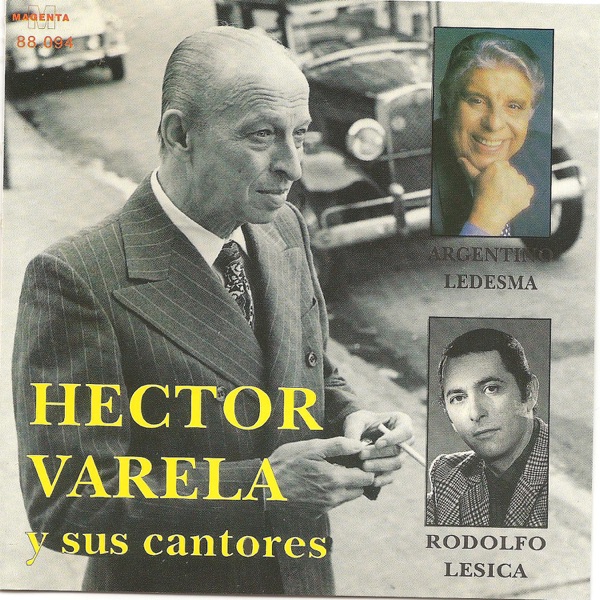 MAGENTA
88.094
ARGENTINO
LEDESMA
HECTOR
VARELA
y sus cantores
RODOLFO
LESICA